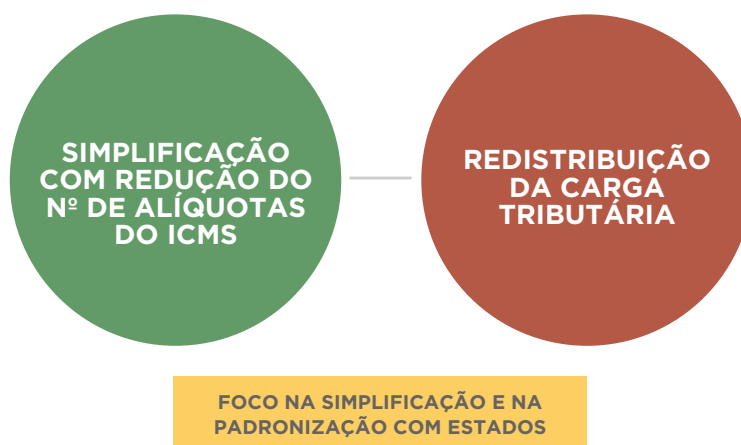 SIMPLIFICAÇÃO
COM REDUÇÃO DO
Nº DE ALÍQUOTAS
DO ICMS
REDISTRIBUIÇÃO
DA CARGA
TRIBUTÁRIA
FOCO NA SIMPLIFICAÇÃO E NA
PADRONIZAÇÃO COM ESTADOS